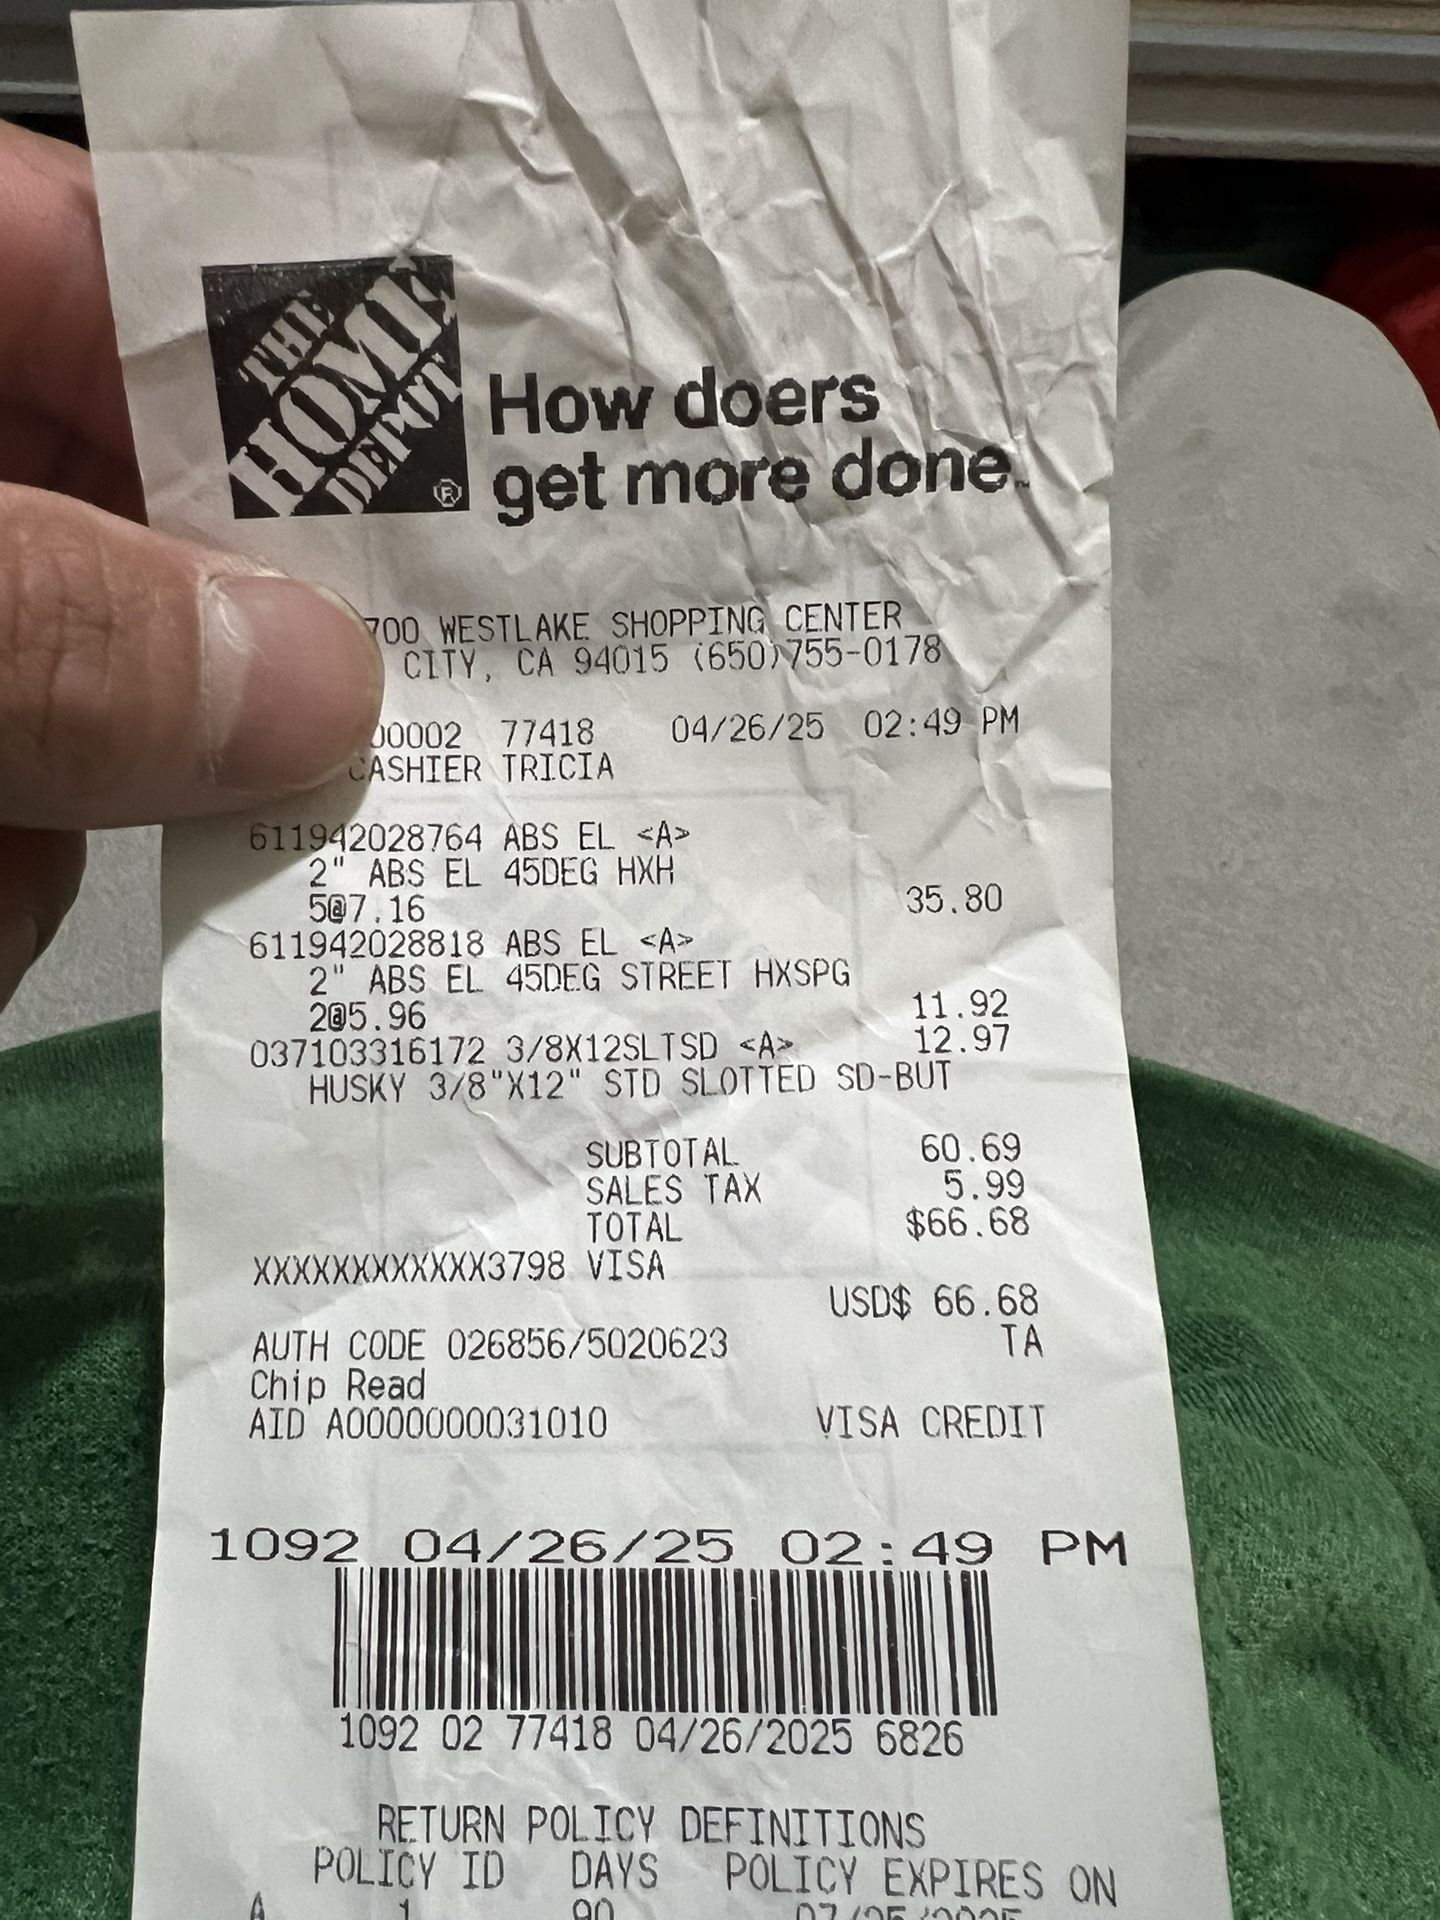 THE
HOME
DEPOT
®
How doers
get more done.
700 WESTLAKE SHOPPING CENTER
CITY, CA 94015 (650)755-0178
77418 04/26/25 02:49 PM
CASHIER TRICIA
611942028764 ABS EL <A>
2" ABS EL 45DEG HXH
5@7.16 35.80
611942028818 ABS EL <A>
2" ABS EL 45DEG STREET HXSPG
2@5.96 11.92
037103316172 3/8X12SLTSD <A> 12.97
HUSKY 3/8"X12" STD SLOTTED SD-BUT
SUBTOTAL 60.69
SALES TAX 5.99
TOTAL $66.68
XXXXXXXXXXXX3798 VISA
USD$ 66.68
AUTH CODE 026856/5020623 TA
Chip Read
AID A0000000031010 VISA CREDIT
1092 04/26/25 02:49 PM
1092 02 77418 04/26/2025 6826
RETURN POLICY DEFINITIONS
POLICY ID DAYS POLICY EXPIRES ON
A 1 90 07/25/2025